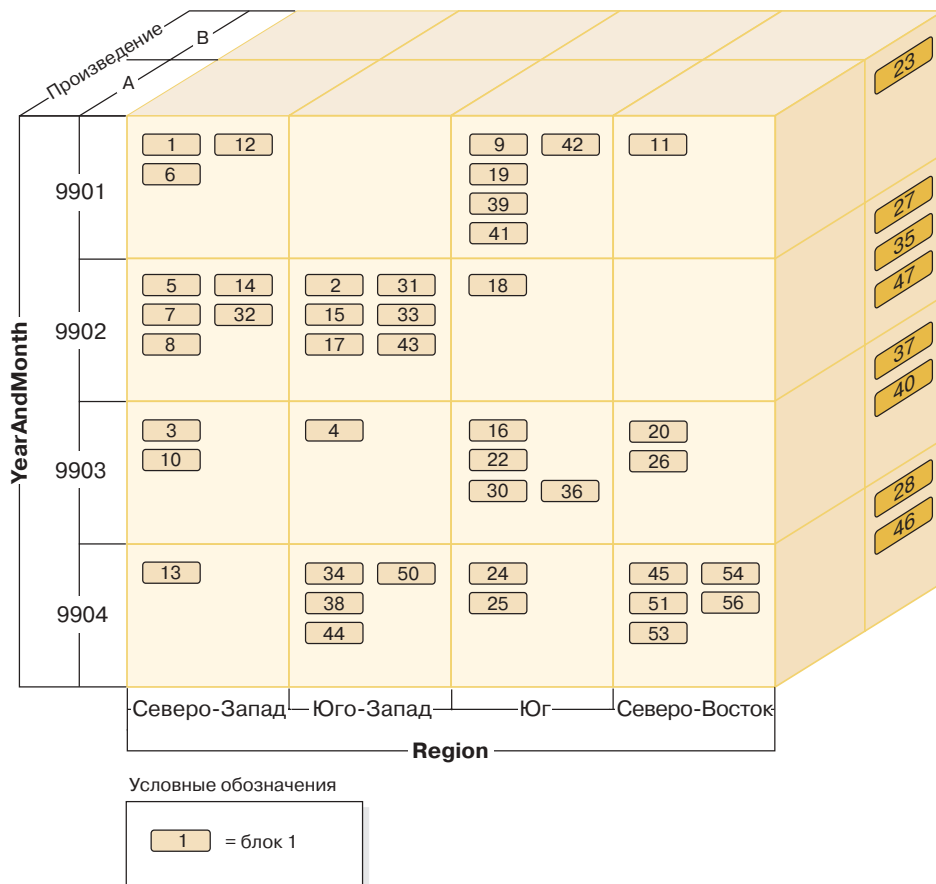 Произведение
A
B
23
1 12 9 42 11
6 19
9901
39
41
27
35
47
5 14 2 31 18
7 32 15 33
9902
8 17 43
37
40
3 4 16 20
10 22 26
9903
30 36
28
46
13 34 50 24 45 54
38 25 51 56
9904
44 53
YearAndMonth
Северо-Запад Юго-Запад Юг Северо-Восток
Region
Условные обозначения
1 = блок 1